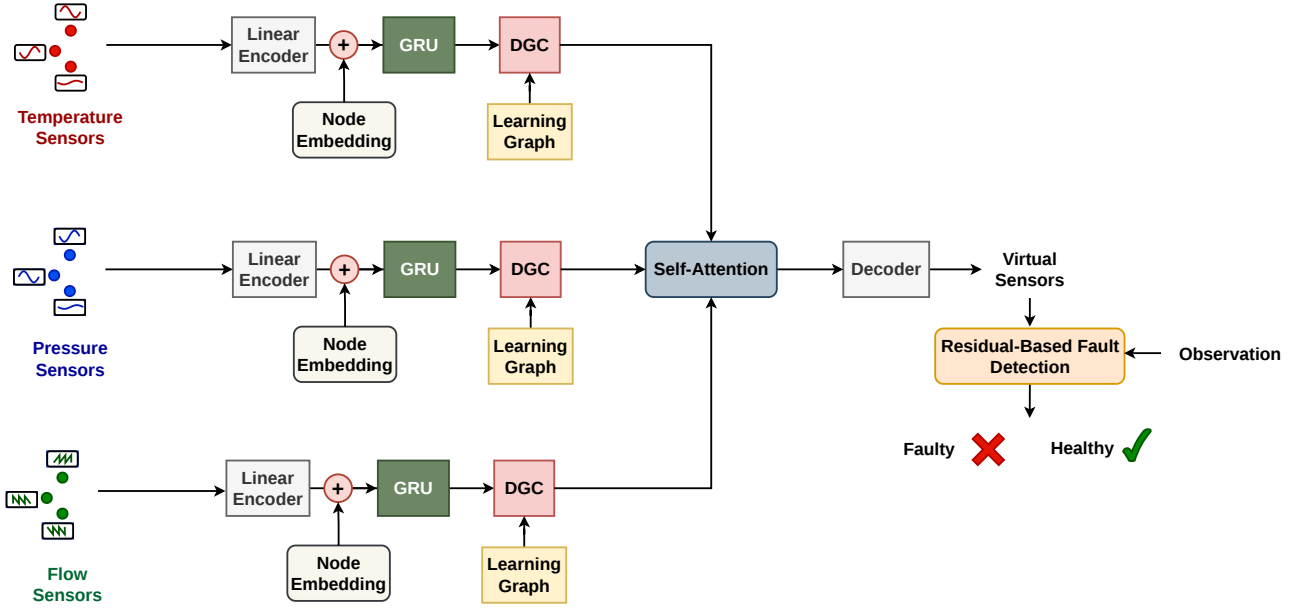 Temperature
Sensors
Linear
Encoder
+
GRU
DGC
Node
Embedding
Learning
Graph
Pressure
Sensors
Linear
Encoder
+
GRU
DGC
Node
Embedding
Learning
Graph
Flow
Sensors
Linear
Encoder
+
GRU
DGC
Node
Embedding
Learning
Graph
Self-Attention
Decoder
Virtual
Sensors
Residual-Based Fault
Detection
Observation
Faulty
Healthy